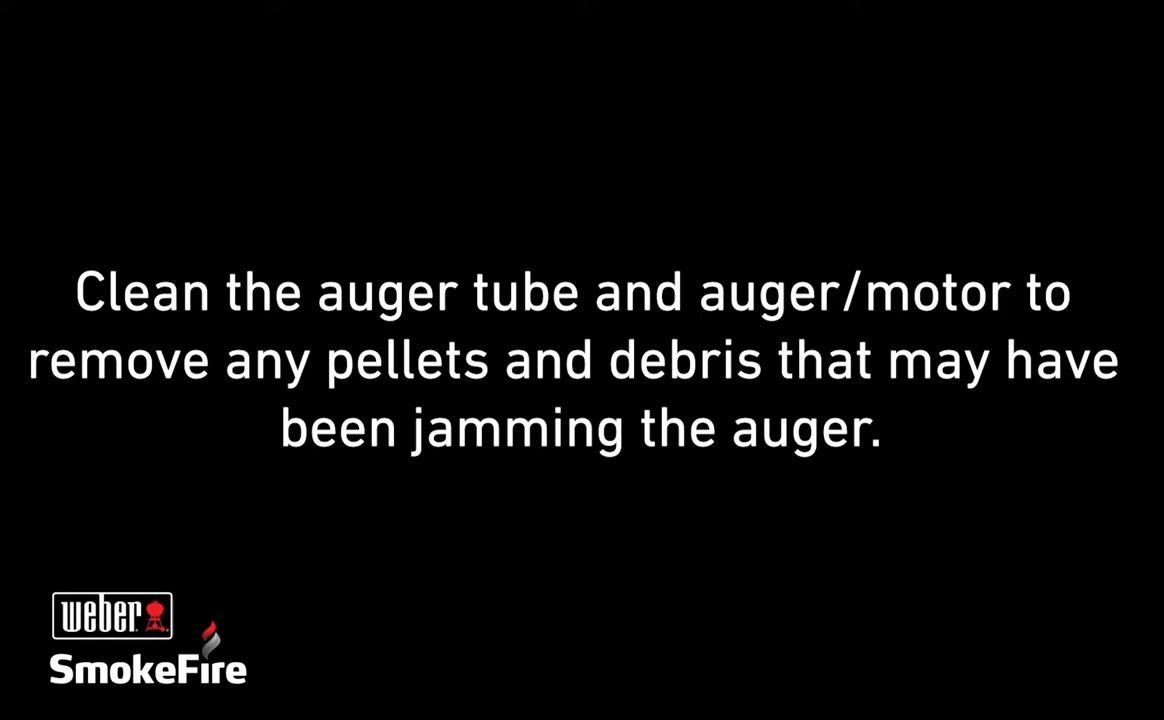 Clean the auger tube and auger/motor to
remove any pellets and debris that may have
been jamming the auger.
weber
SmokeFire